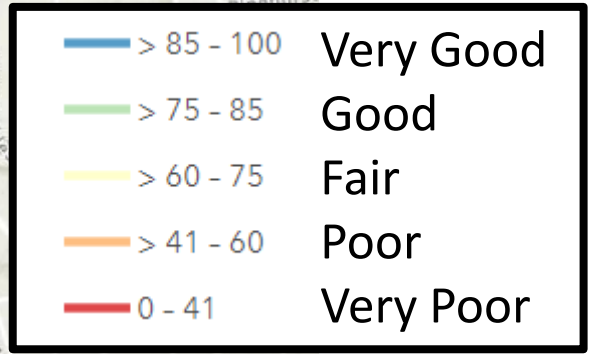 > 85 - 100 Very Good
> 75 - 85 Good
> 60 - 75 Fair
> 41 - 60 Poor
0 - 41 Very Poor